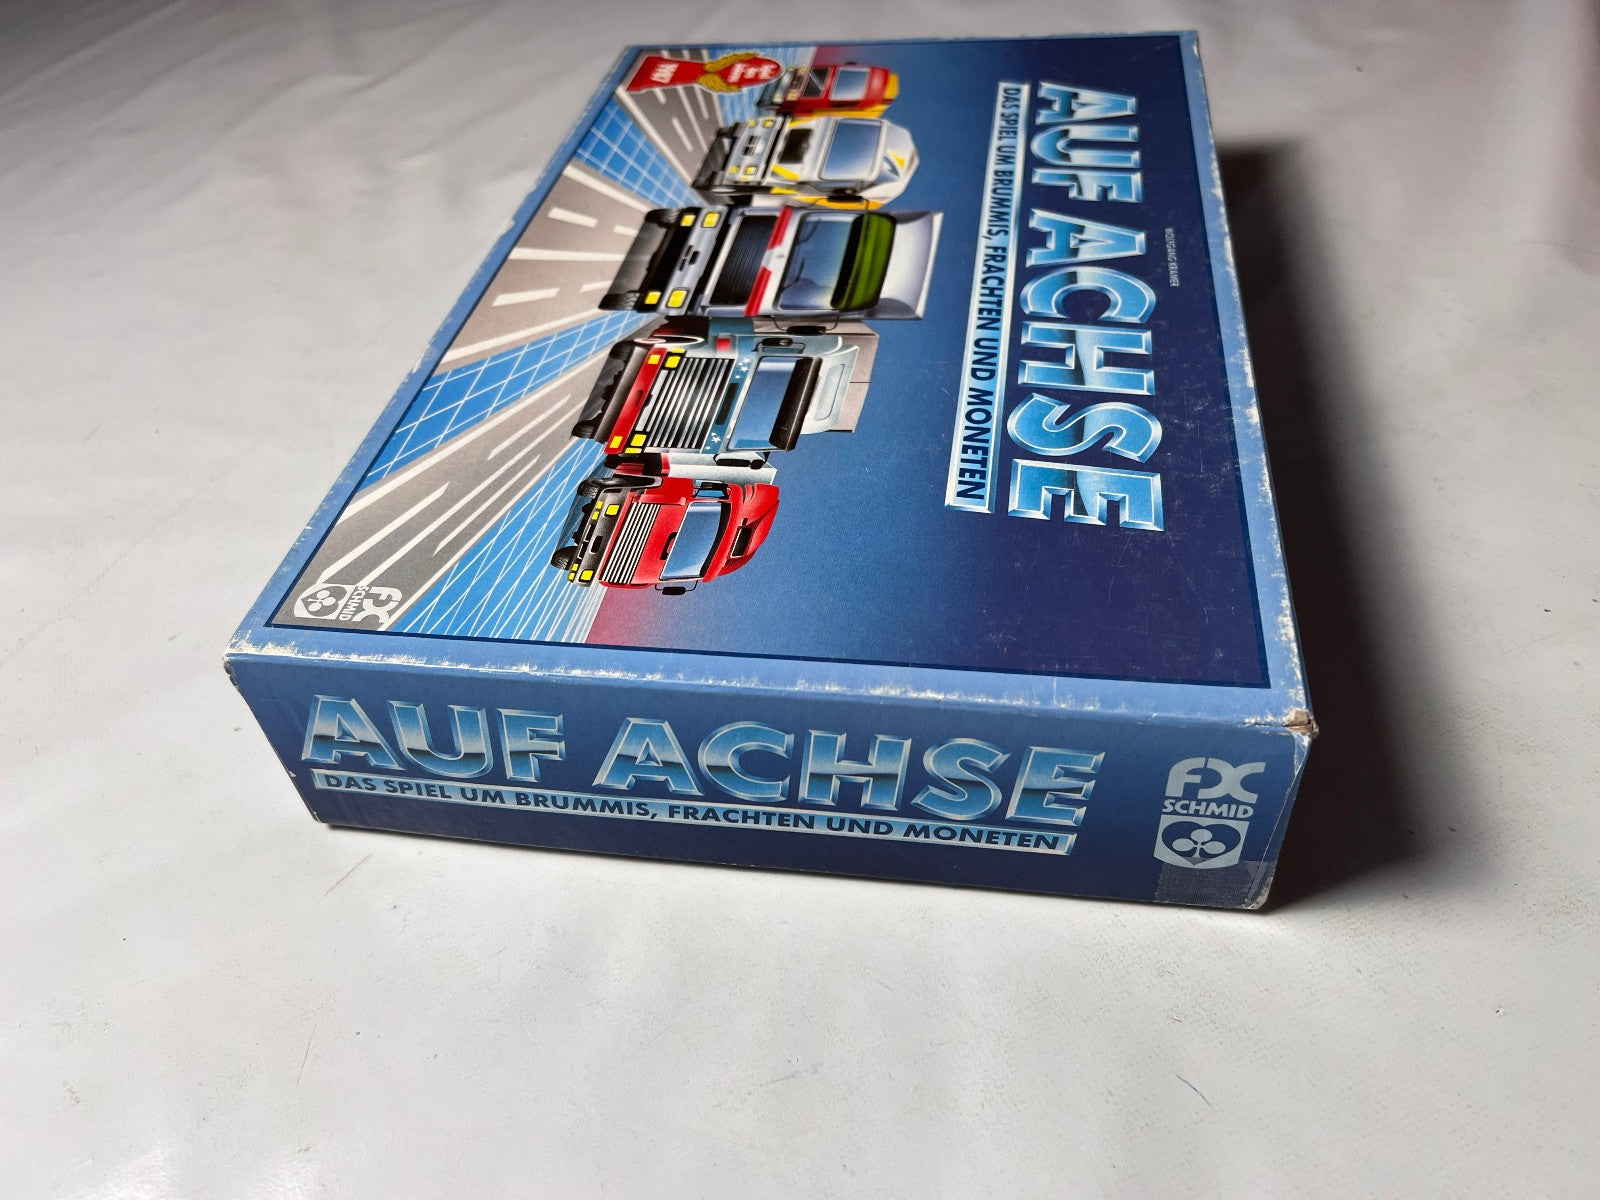 AUF ACHSE
DAS SPIEL UM BRUMMIS, FRACHTEN UND MONETEN
WOLFGANG KRAMER
1987
FX
SCHMID
AUF ACHSE
DAS SPIEL UM BRUMMIS, FRACHTEN UND MONETEN
FX
SCHMID